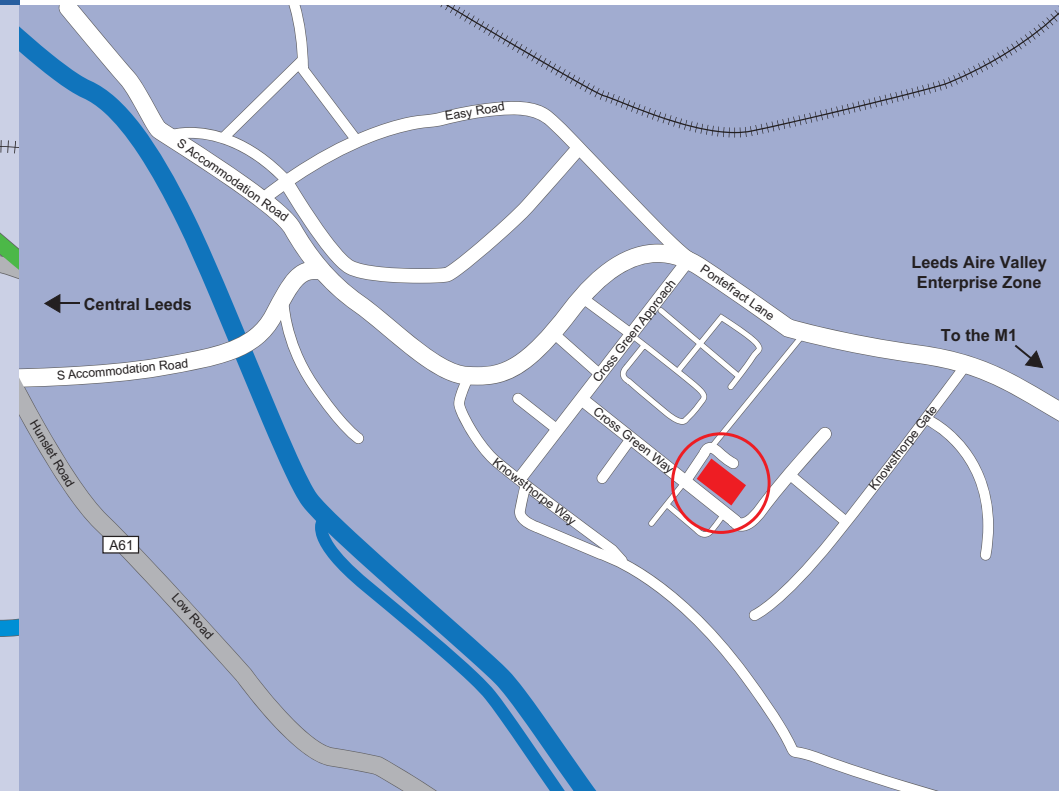 Easy Road
S Accommodation Road
Leeds Aire Valley
Enterprise Zone
Pontefract Lane
Central Leeds
Cross Green Approach
To the M1
S Accommodation Road
Hunslet Road
Cross Green Way
Knowsthorpe Gate
Knowsthorpe Way
A61
Low Road